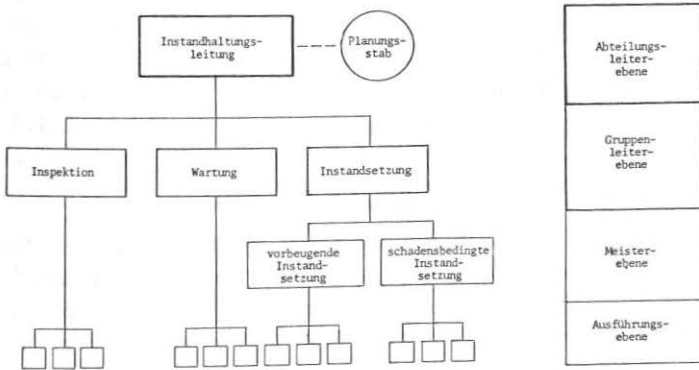 Instandhaltungs-
leitung
Planungs-
stab
Inspektion
Wartung
Instandsetzung
vorbeugende
Instand-
setzung
schadensbedingte
Instand-
setzung
Abteilungs-
leiter-
ebene
Gruppen-
leiter-
ebene
Meister-
ebene
Ausführungs-
ebene